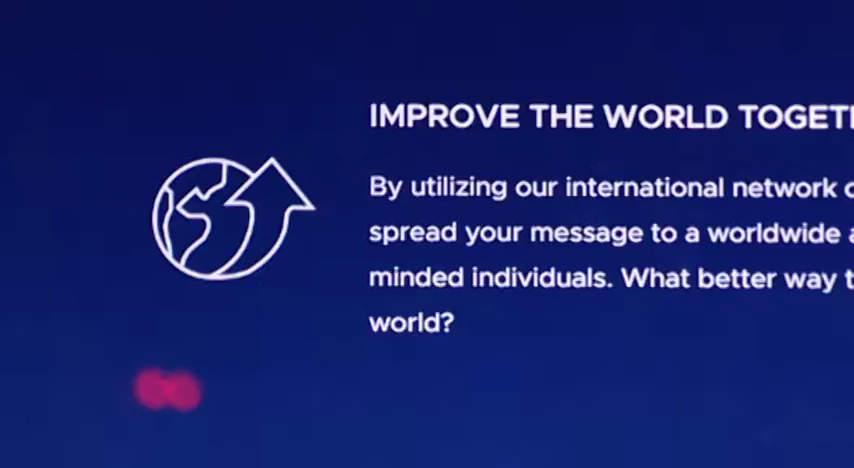 IMPROVE THE WORLD TOGET
By utilizing our international network
spread your message to a worldwide
minded individuals. What better way
world?